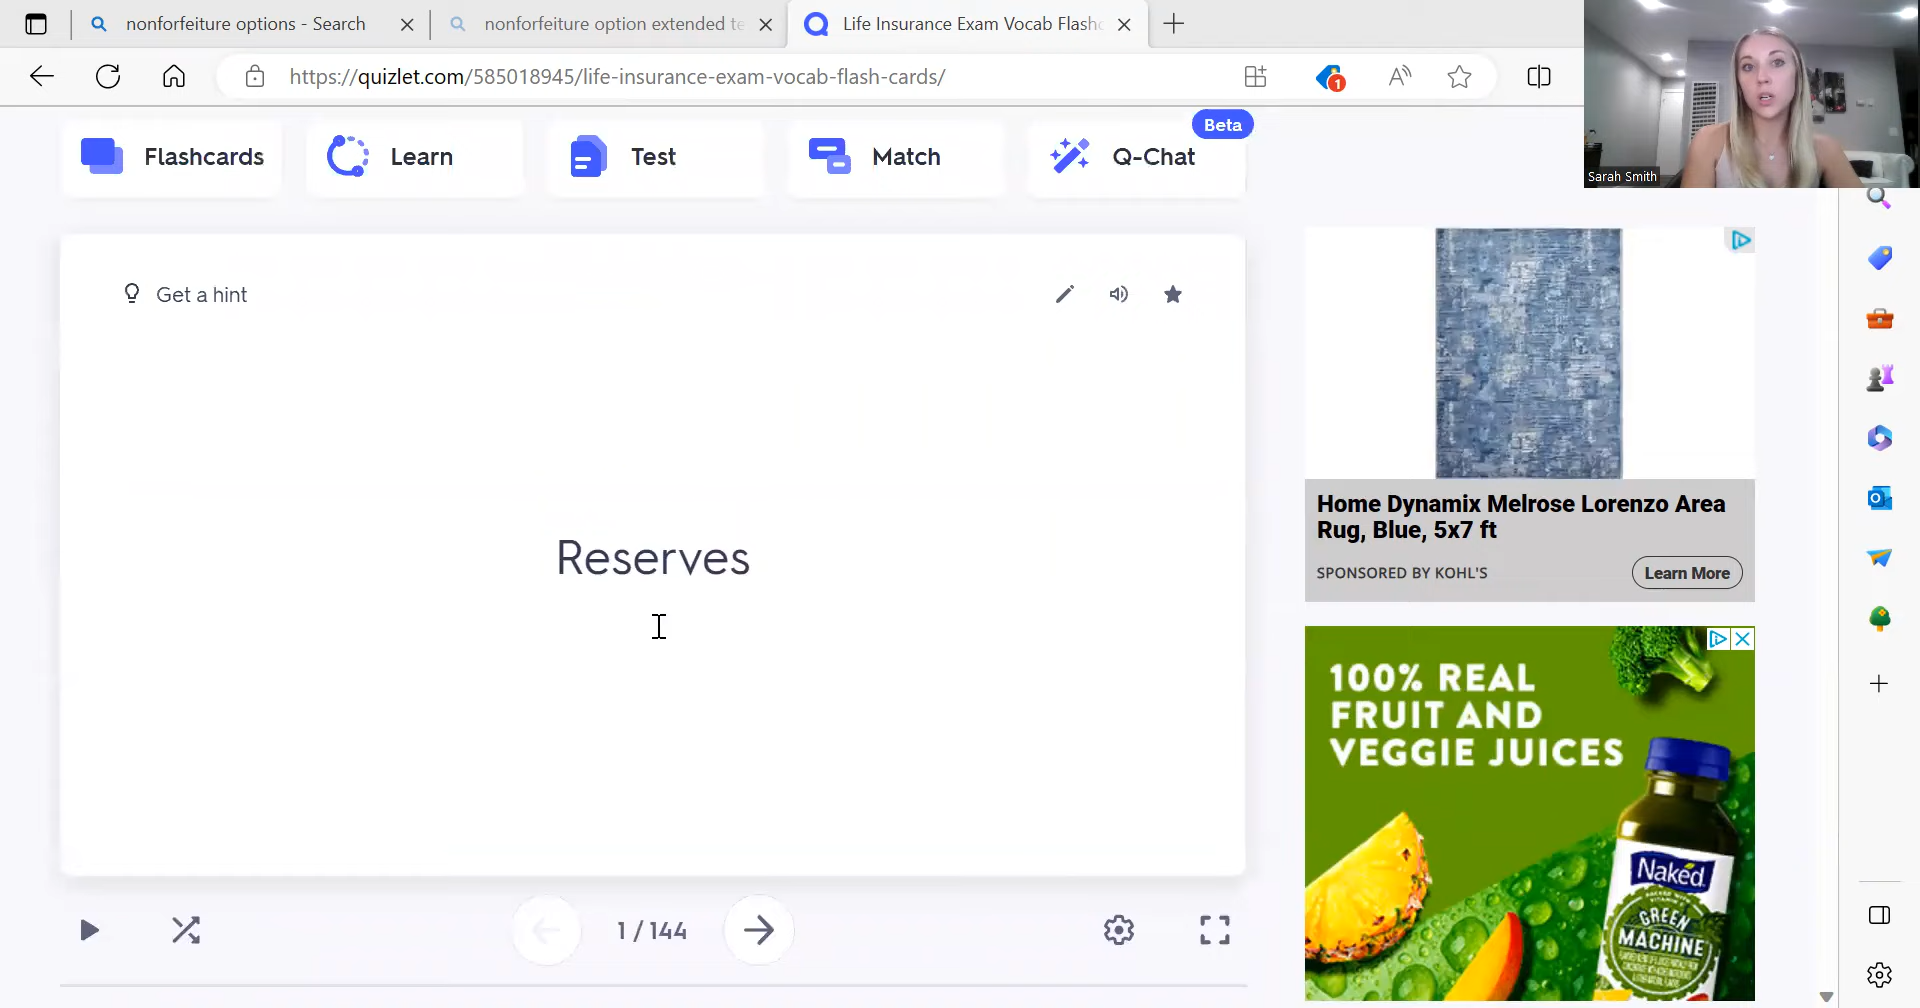 nonforfeiture options - Search
nonforfeiture option extended te
Life Insurance Exam Vocab Flashc
https://quizlet.com/585018945/life-insurance-exam-vocab-flash-cards/
1
Sarah Smith
Flashcards
Learn
Test
Match
Q-Chat
Beta
Get a hint
Reserves
1 / 144
Home Dynamix Melrose Lorenzo Area
Rug, Blue, 5x7 ft
SPONSORED BY KOHL'S
Learn More
100% REAL
FRUIT AND
VEGGIE JUICES
Naked
GREEN
MACHINE